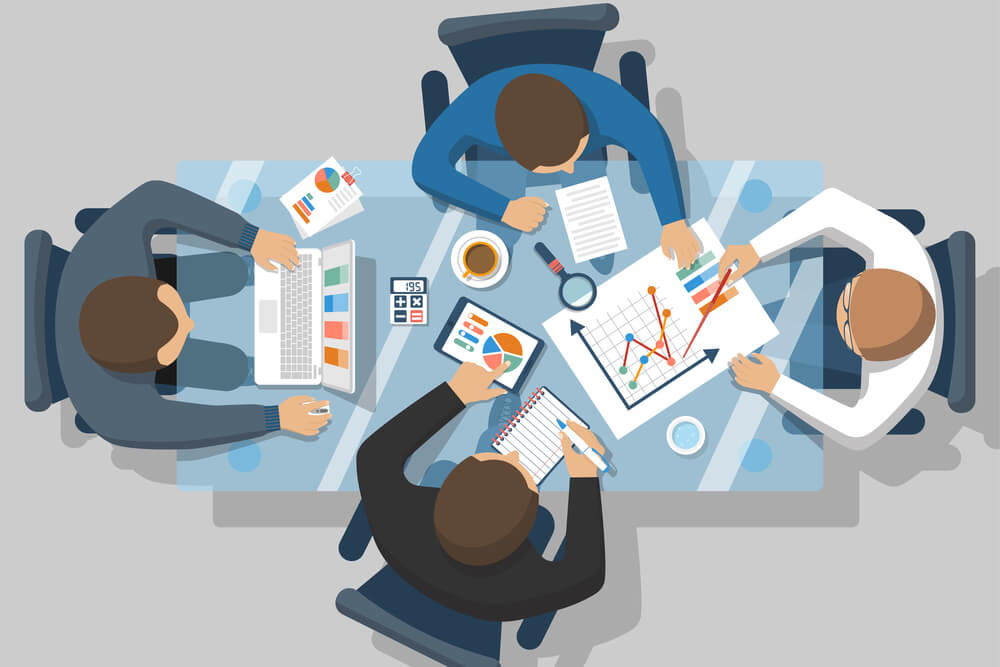 195
+ ×
− =